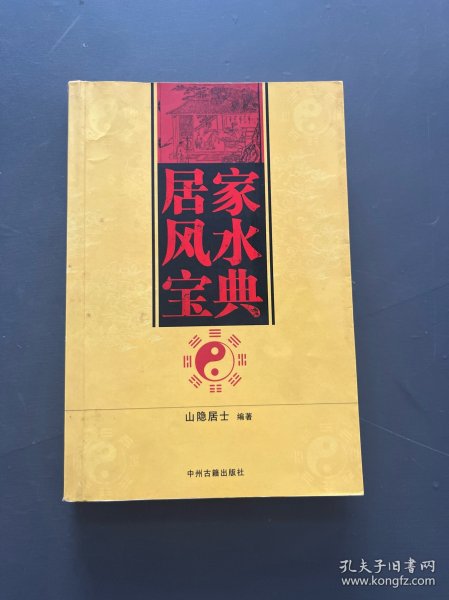 居家
风水
宝典
山隐居士 编著
中州古籍出版社
孔夫子旧书网
www.kongfz.com